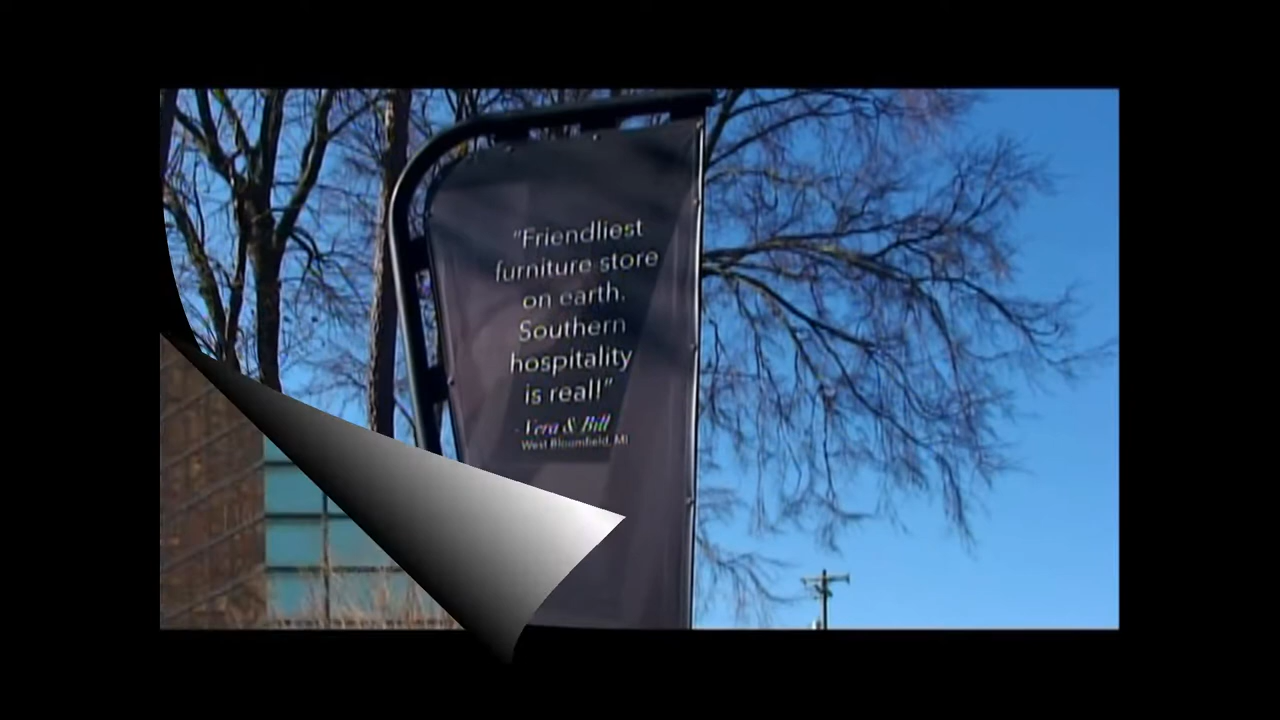 "Friendliest
furniture store
on earth.
Southern
hospitality
is real!"
- Vera & Bill
West Bloomfield, MI